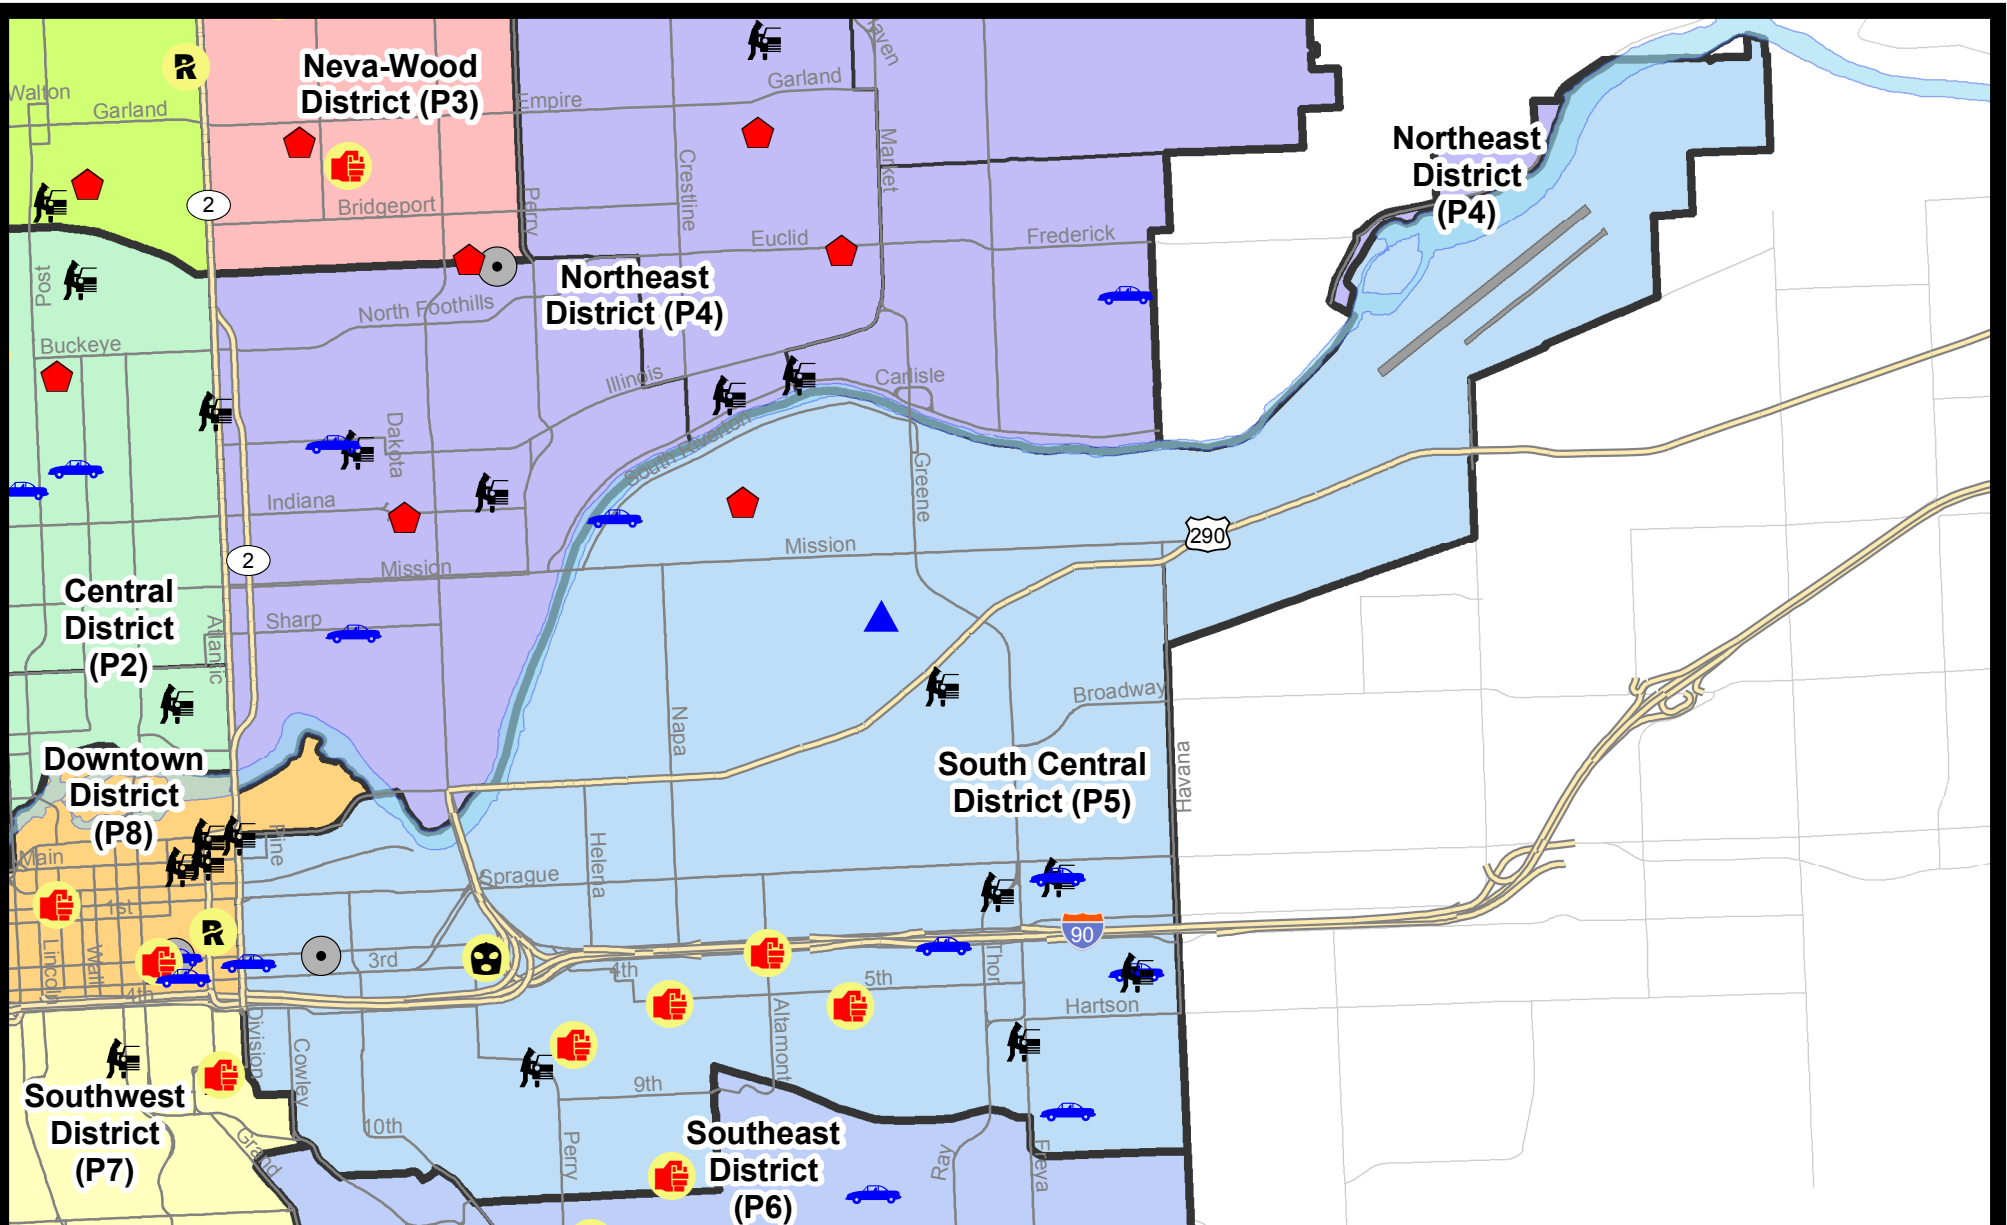 Neva-Wood
District (P3)
Garland
Walton
Garland
Empire
Haven
Market
Crestline
Perry
Bridgeport
2
Euclid
Frederick
Northeast
District
(P4)
Northeast
District (P4)
North Foothills
Post
Buckeye
Illinois
Carlisle
Dakota
South Riverton
Greene
Indiana
Mission
290
2
Mission
Central
District
(P2)
Sharp
Atlantic
Broadway
Napa
Havana
South Central
District (P5)
Downtown
District
(P8)
Main
Pine
Helena
Sprague
1st
90
Lincoln
Wall
3rd
4th
4th
5th
Thor
Altamont
Hartson
Division
Cowley
9th
Southwest
District
(P7)
Grand
10th
Perry
Southeast
District
(P6)
Ray
Freya